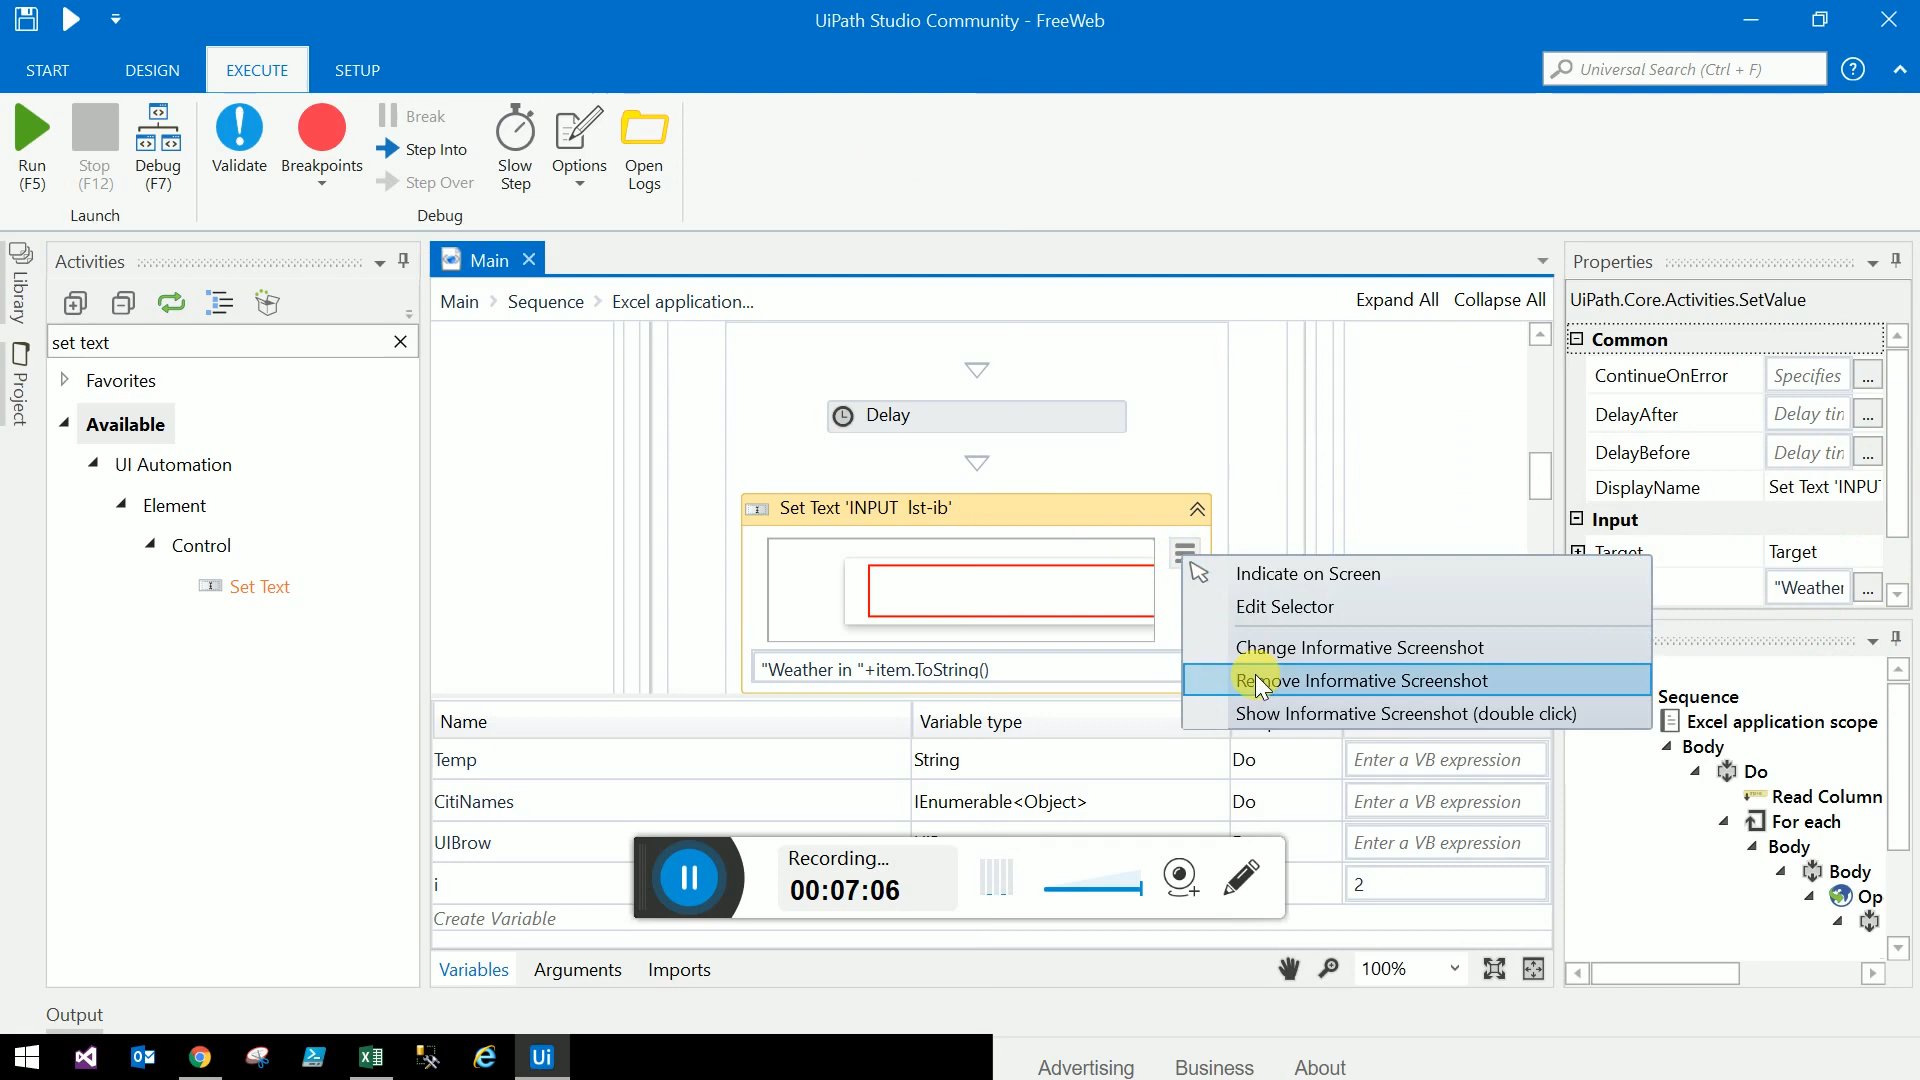 UiPath Studio Community - FreeWeb
START DESIGN EXECUTE SETUP
Universal Search (Ctrl + F)
?
Run (F5)
Stop (F12)
Debug (F7)
Launch
Validate
Breakpoints
Break
Step Into
Step Over
Slow Step
Options
Open Logs
Debug
Library
Project
Activities
set text
Favorites
Available
UI Automation
Element
Control
Set Text
Main
Main Sequence Excel application...
Expand All Collapse All
Delay
Set Text 'INPUT lst-ib'
"Weather in "+item.ToString()
Indicate on Screen
Edit Selector
Change Informative Screenshot
Remove Informative Screenshot
Show Informative Screenshot (double click)
Name Variable type
Temp String Do Enter a VB expression
CitiNames IEnumerable<Object> Do Enter a VB expression
UIBrow Enter a VB expression
i 2
Create Variable
Recording...
00:07:06
Variables Arguments Imports
100%
Properties
UiPath.Core.Activities.SetValue
Common
ContinueOnError Specifies ...
DelayAfter Delay tin ...
DelayBefore Delay tin ...
DisplayName Set Text 'INPU
Input
Target Target
"Weather ...
Sequence
Excel application scope
Body
Do
Read Column
For each
Body
Body
Op
Output
Ui
Advertising Business About